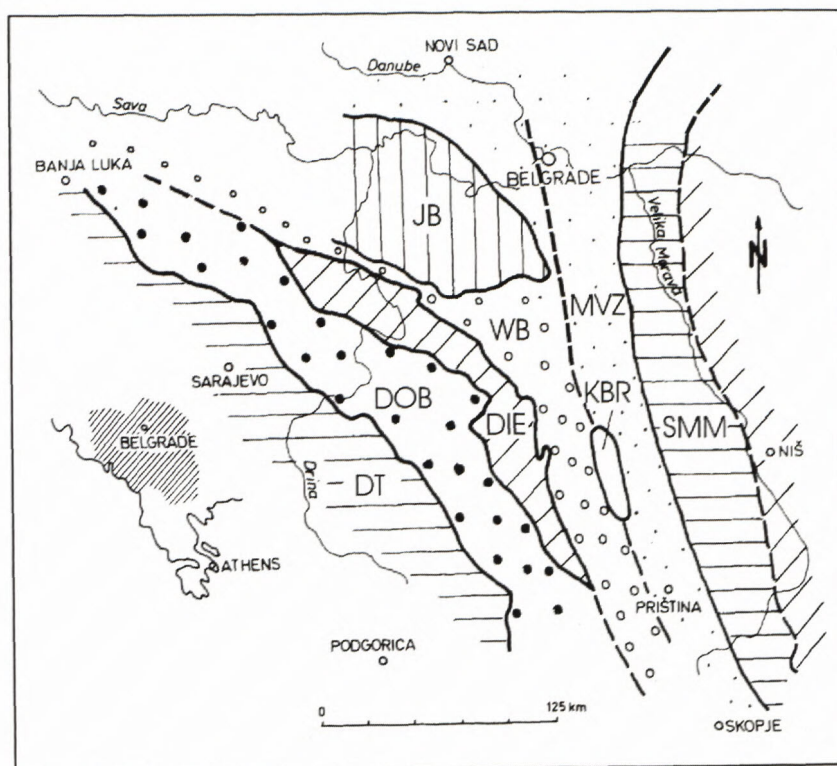 NOVI SAD
Danube
Sava
BANJA LUKA
BELGRADE
JB
Velika Morava
N
MVZ
WB
SARAJEVO
KBR
DOB
BELGRADE
DIE
SMM
NIŠ
Drina
DT
ATHENS
PRIŠTINA
PODGORICA
0 125 km
SKOPJE